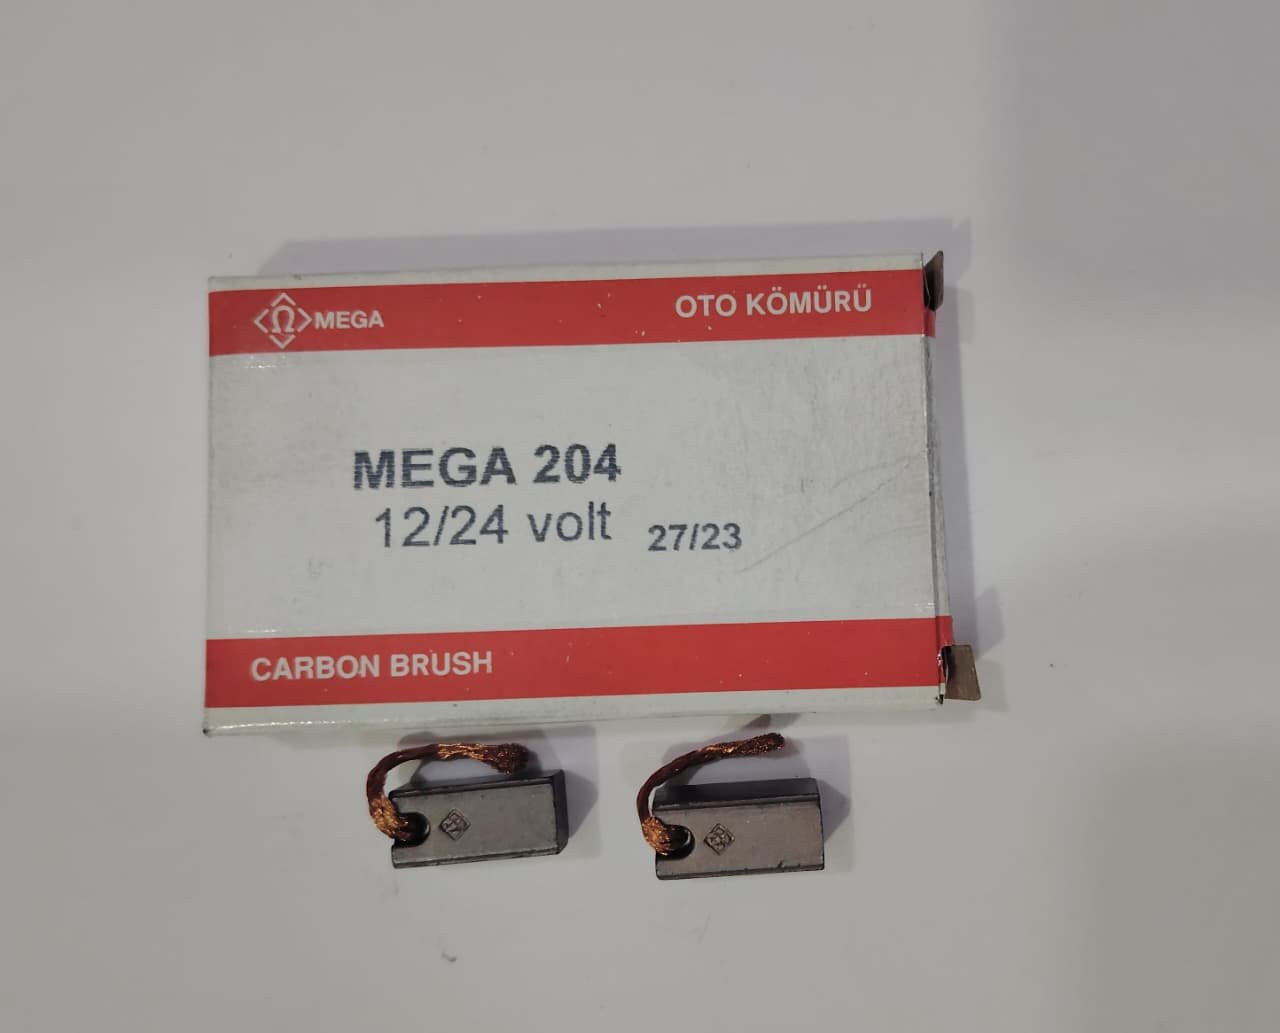 Ω MEGA
OTO KÖMÜRÜ
MEGA 204
12/24 volt
27/23
CARBON BRUSH